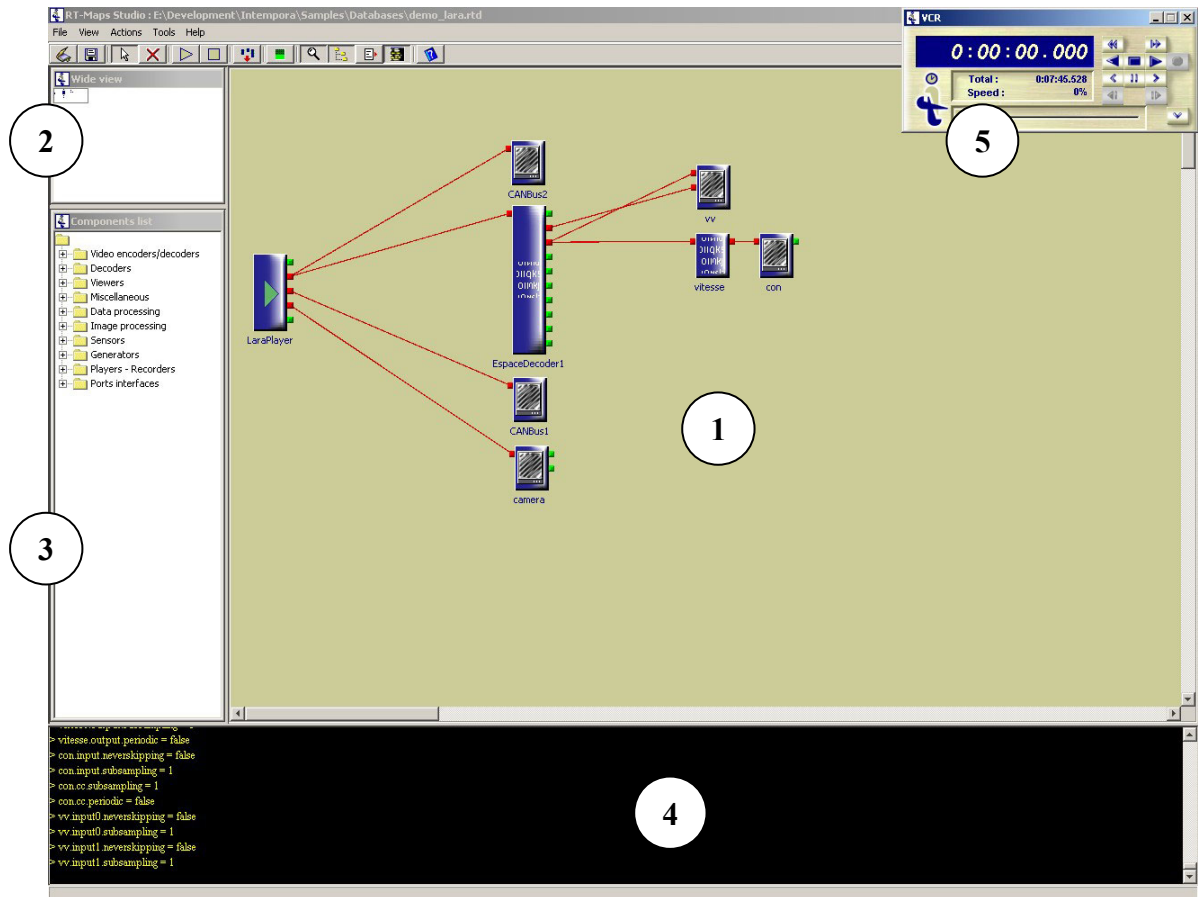 RT-Maps Studio : E:\Development\Intempora\Samples\Databases\demo_lara.rtd
File View Actions Tools Help
VCR
0:00:00.000
Total : 0:07:45.528
Speed : 0%
5
Wide view
2
Components list
Video encoders/decoders
Decoders
Viewers
Miscellaneous
Data processing
Image processing
Sensors
Generators
Players - Recorders
Ports interfaces
3
CANBus2
vv
vitesse
con
LaraPlayer
EspaceDecoder1
CANBus1
camera
1
> vitesse.output.periodic = false
> con.input.neverskipping = false
> con.input.subsampling = 1
> con.cc.subsampling = 1
> con.cc.periodic = false
> vv.input0.neverskipping = false
> vv.input0.subsampling = 1
> vv.input1.neverskipping = false
> vv.input1.subsampling = 1
4